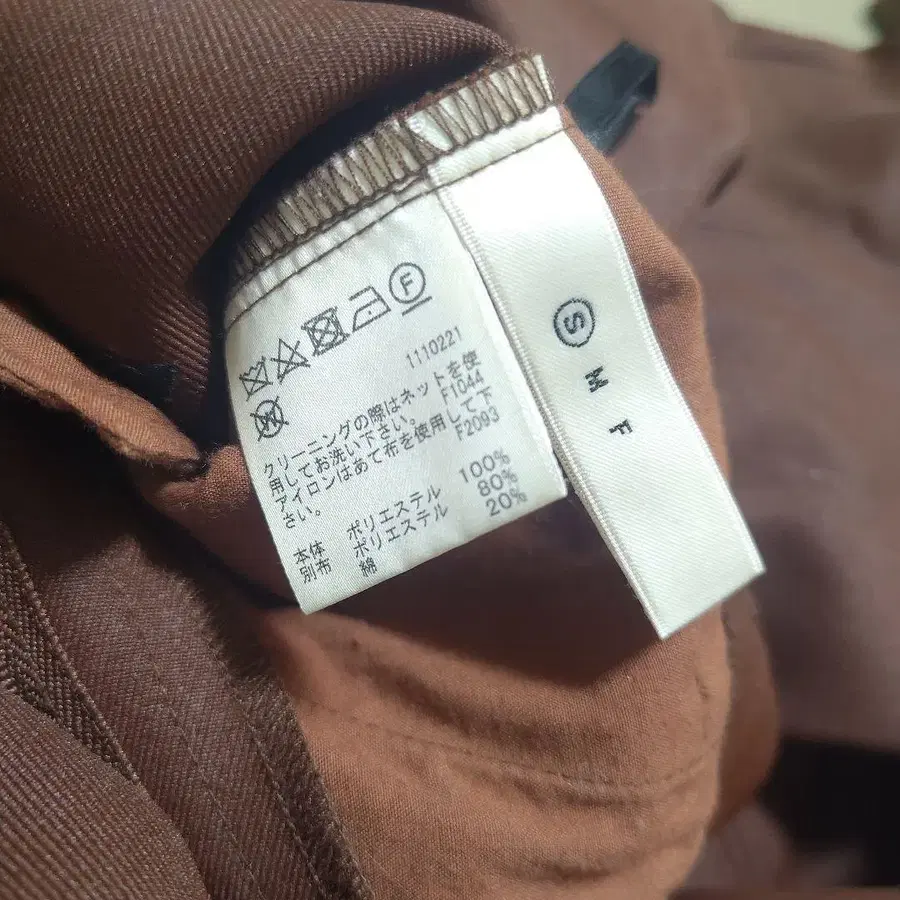 F
1110221
クリーニングの際はネットを使
用してお洗い下さい。 F1044
アイロンはあて布を使用して下
さい。 F2093
本体 ポリエステル 100%
別布 ポリエステル 80%
綿 20%
S
M
F